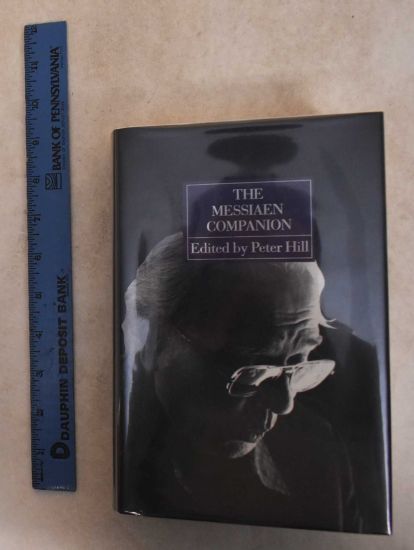 THE
MESSIAEN
COMPANION
Edited by Peter Hill
BANK OF PENNSYLVANIA
DAUPHIN DEPOSIT BANK